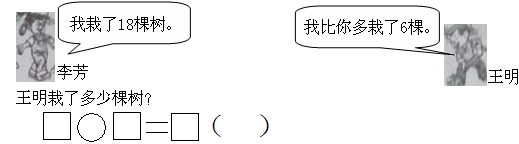 我栽了18棵树。
我比你多栽了6棵。
李芳
王明
王明栽了多少棵树?
□○□=□（ ）